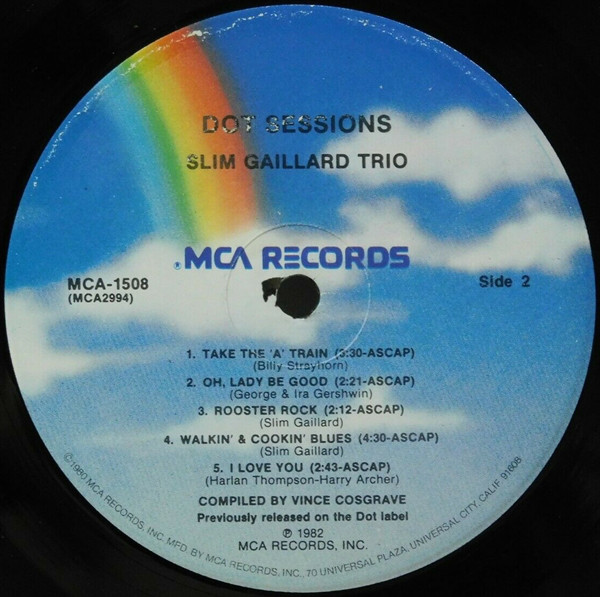 DOT SESSIONS
SLIM GAILLARD TRIO
®MCA RECORDS
MCA-1508
(MCA2994)
Side 2
1. TAKE THE 'A' TRAIN (3:30-ASCAP)
(Billy Strayhorn)
2. OH, LADY BE GOOD (2:21-ASCAP)
(George & Ira Gershwin)
3. ROOSTER ROCK (2:12-ASCAP)
(Slim Gaillard)
4. WALKIN' & COOKIN' BLUES (4:30-ASCAP)
(Slim Gaillard)
5. I LOVE YOU (2:43-ASCAP)
(Harlan Thompson-Harry Archer)
COMPILED BY VINCE COSGRAVE
Previously released on the Dot label
℗ 1982
MCA RECORDS, INC.
©1980 MCA RECORDS, INC. MFD. BY MCA RECORDS, INC., 70 UNIVERSAL PLAZA, UNIVERSAL CITY, CALIF. 91608